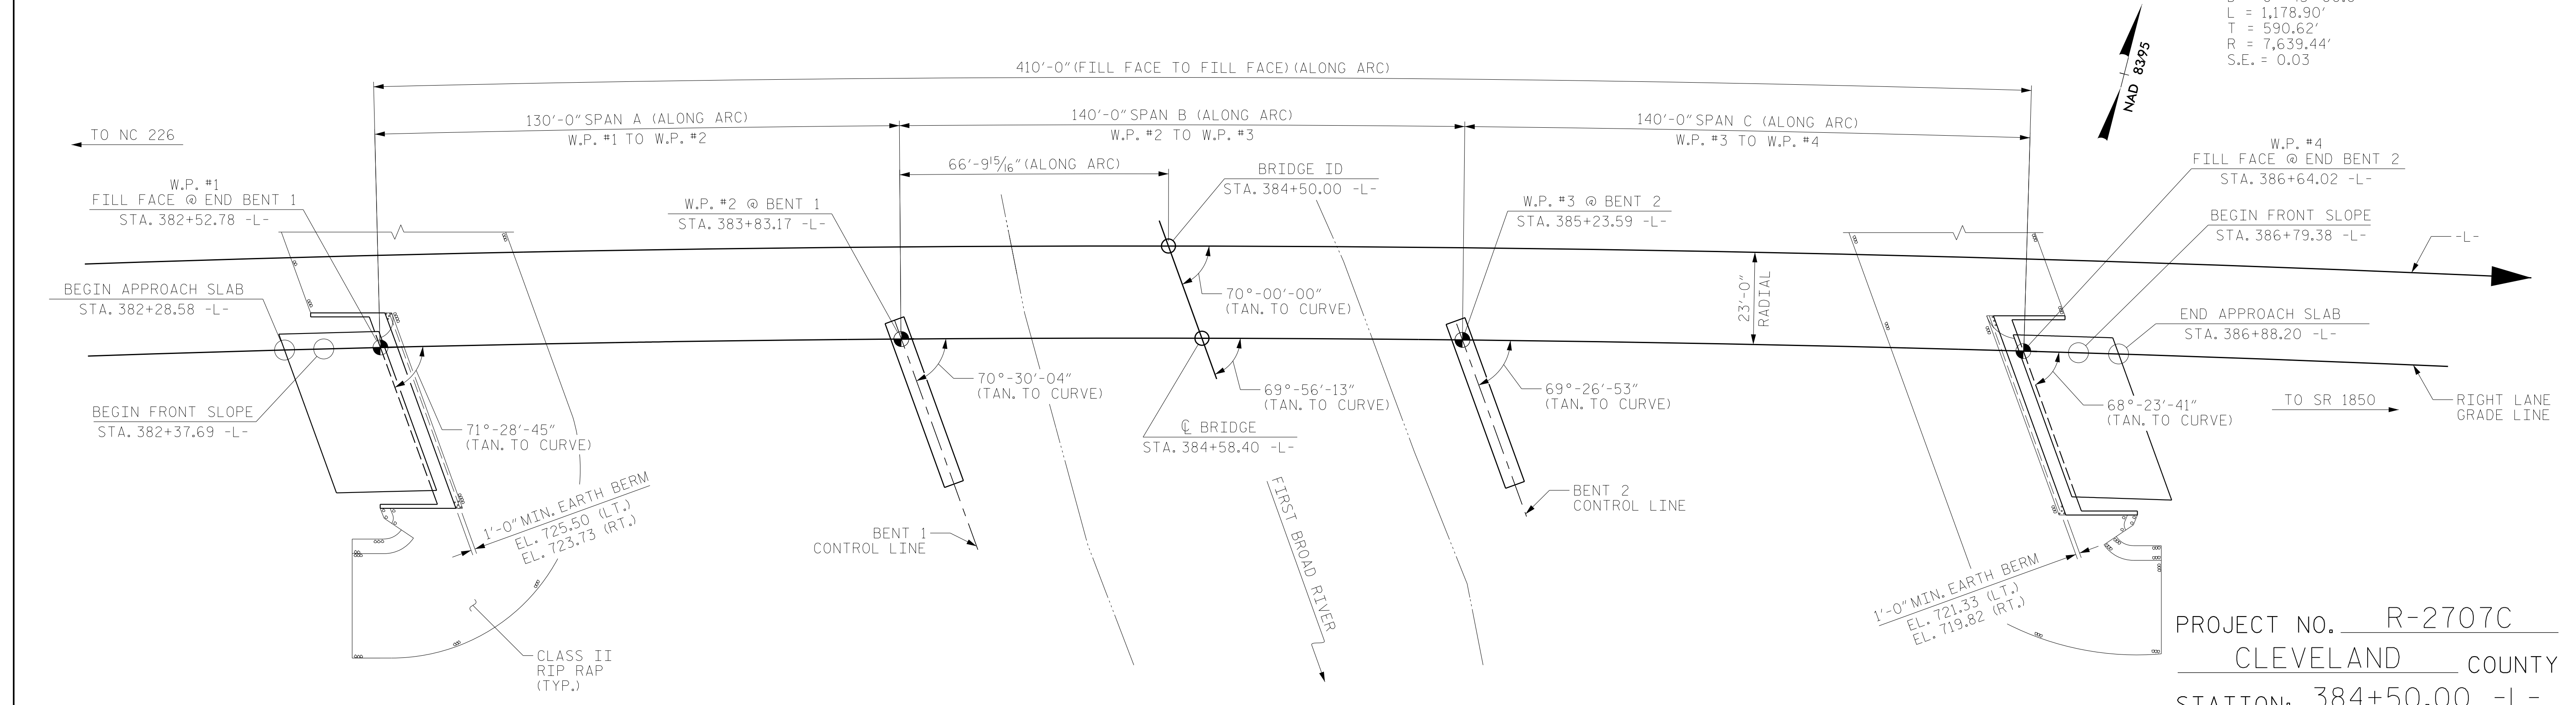 L = 1,178.90'
T = 590.62'
R = 7,639.44'
S.E. = 0.03
NAD 83/95
410'-0" (FILL FACE TO FILL FACE) (ALONG ARC)
130'-0" SPAN A (ALONG ARC)
W.P. #1 TO W.P. #2
140'-0" SPAN B (ALONG ARC)
W.P. #2 TO W.P. #3
140'-0" SPAN C (ALONG ARC)
W.P. #3 TO W.P. #4
TO NC 226
66'-9 15/16" (ALONG ARC)
BRIDGE ID
STA. 384+50.00 -L-
W.P. #1
FILL FACE @ END BENT 1
STA. 382+52.78 -L-
W.P. #2 @ BENT 1
STA. 383+83.17 -L-
W.P. #3 @ BENT 2
STA. 385+23.59 -L-
W.P. #4
FILL FACE @ END BENT 2
STA. 386+64.02 -L-
BEGIN FRONT SLOPE
STA. 386+79.38 -L-
-L-
BEGIN APPROACH SLAB
STA. 382+28.58 -L-
70°-00'-00"
(TAN. TO CURVE)
23'-0"
RADIAL
END APPROACH SLAB
STA. 386+88.20 -L-
BEGIN FRONT SLOPE
STA. 382+37.69 -L-
71°-28'-45"
(TAN. TO CURVE)
70°-30'-04"
(TAN. TO CURVE)
69°-56'-13"
(TAN. TO CURVE)
69°-26'-53"
(TAN. TO CURVE)
68°-23'-41"
(TAN. TO CURVE)
TO SR 1850
RIGHT LANE
GRADE LINE
℄ BRIDGE
STA. 384+58.40 -L-
1'-0" MIN. EARTH BERM
EL. 725.50 (LT.)
EL. 723.73 (RT.)
BENT 1
CONTROL LINE
FIRST BROAD RIVER
BENT 2
CONTROL LINE
1'-0" MIN. EARTH BERM
EL. 721.33 (LT.)
EL. 719.82 (RT.)
CLASS II
RIP RAP
(TYP.)
PROJECT NO. R-2707C
CLEVELAND COUNTY
STATION: 384+50.00 -L-